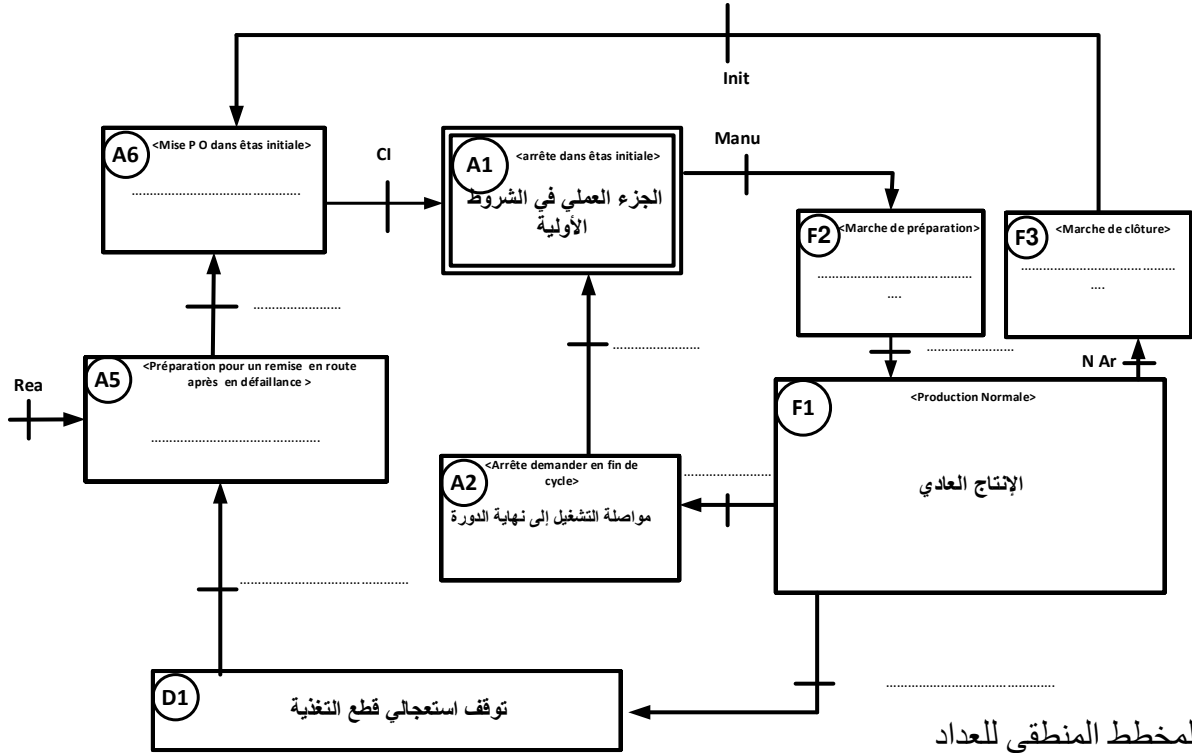 Init
A6
<Mise P O dans êtas initiale>
............................................
CI
A1
<arrête dans êtas initiale>
الجزء العملي في الشروط
الأولية
Manu
F2
<Marche de préparation>
........................................
....
F3
<Marche de clôture>
........................................
....
.......................
.......................
.......................
N Ar
Rea
A5
<Préparation pour un remise en route
après en défaillance >
............................................
F1
<Production Normale>
الإنتاج العادي
A2
<Arrête demander en fin de
cycle>
مواصلة التشغيل إلى نهاية الدورة
.......................
............................................
D1
توقف استعجالي قطع التغذية
............................................
لمخطط المنطقي للعداد